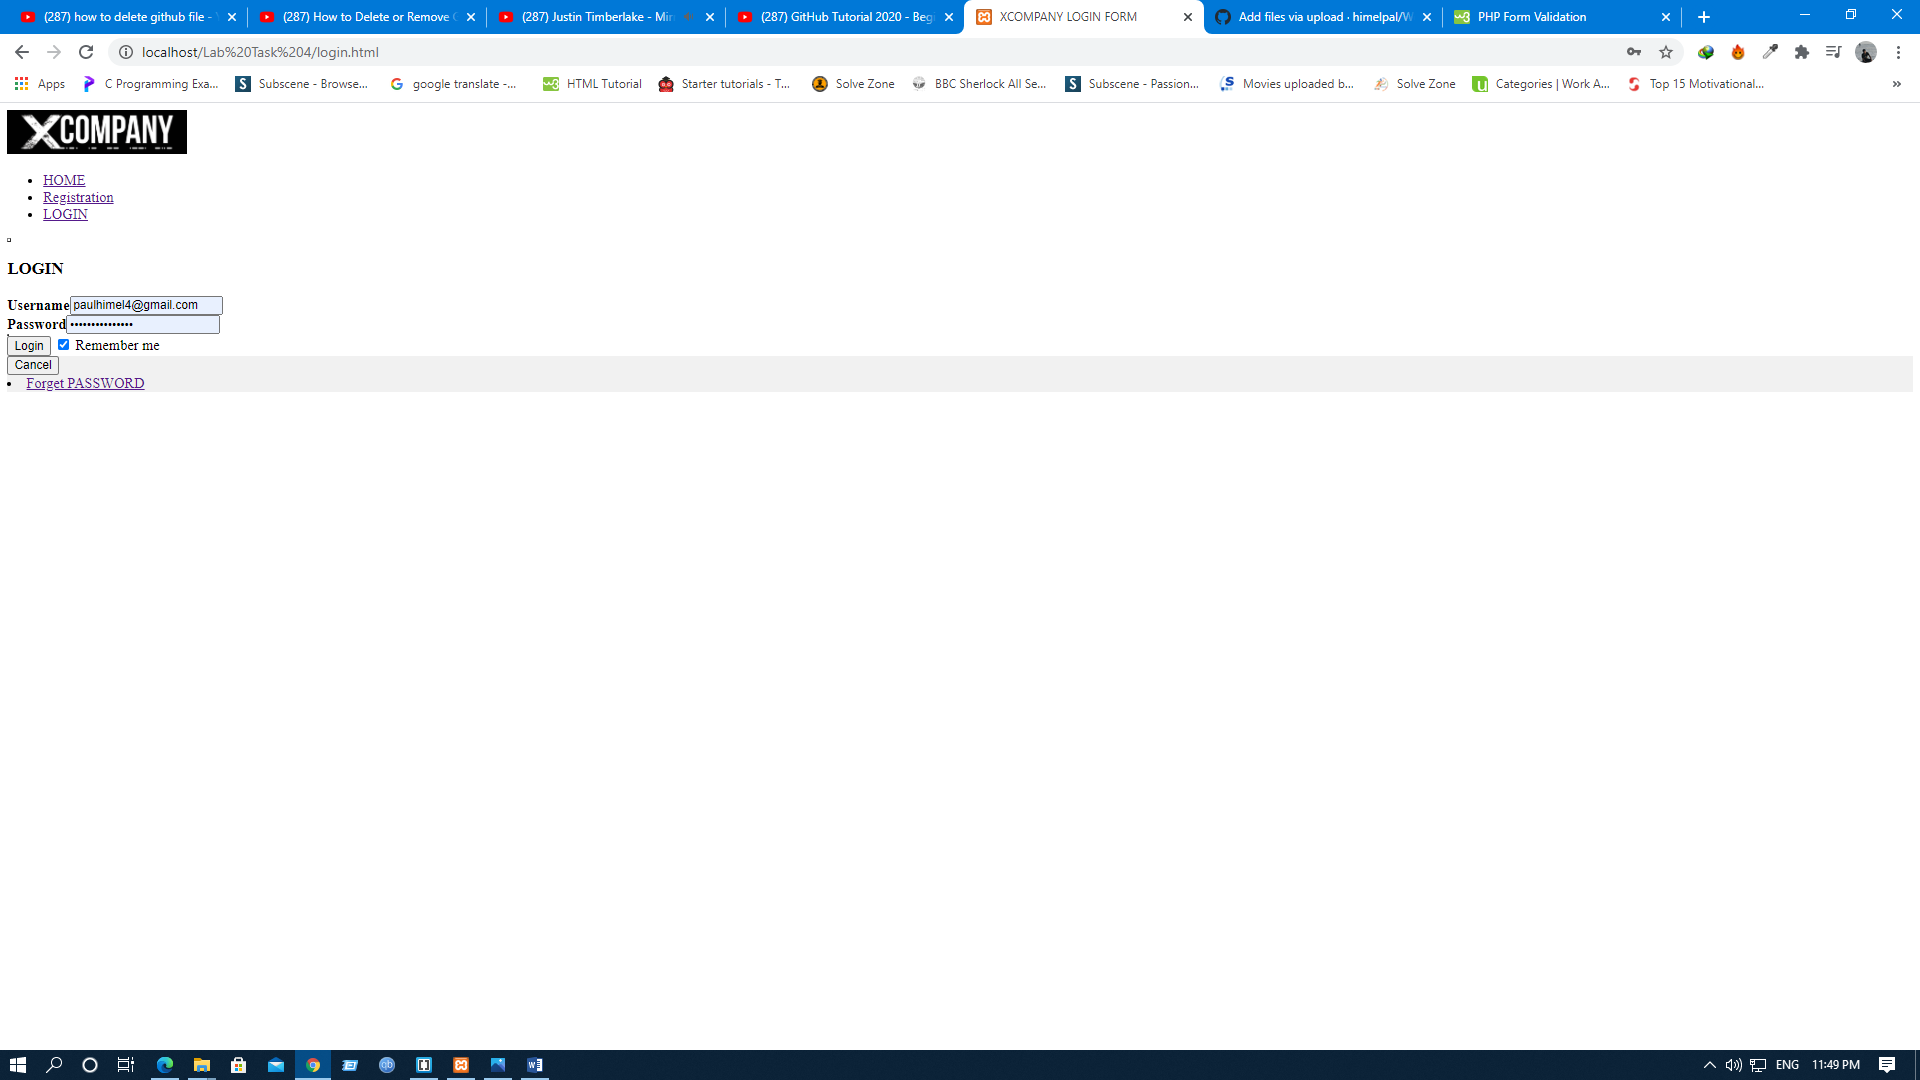 (287) how to delete github file -
(287) How to Delete or Remove
(287) Justin Timberlake - Mir
(287) GitHub Tutorial 2020 - Beg
XCOMPANY LOGIN FORM
Add files via upload · himelpal/W
PHP Form Validation
localhost/Lab%20Task%204/login.html
Apps
C Programming Exa...
Subscene - Browse...
google translate -...
HTML Tutorial
Starter tutorials - T...
Solve Zone
BBC Sherlock All Se...
Subscene - Passion...
Movies uploaded b...
Solve Zone
Categories | Work A...
Top 15 Motivational...
»
XCOMPANY
HOME
Registration
LOGIN
LOGIN
Username paulhimel4@gmail.com
Password •••••••••••••••
Login Remember me
Cancel
Forget PASSWORD
ENG 11:49 PM